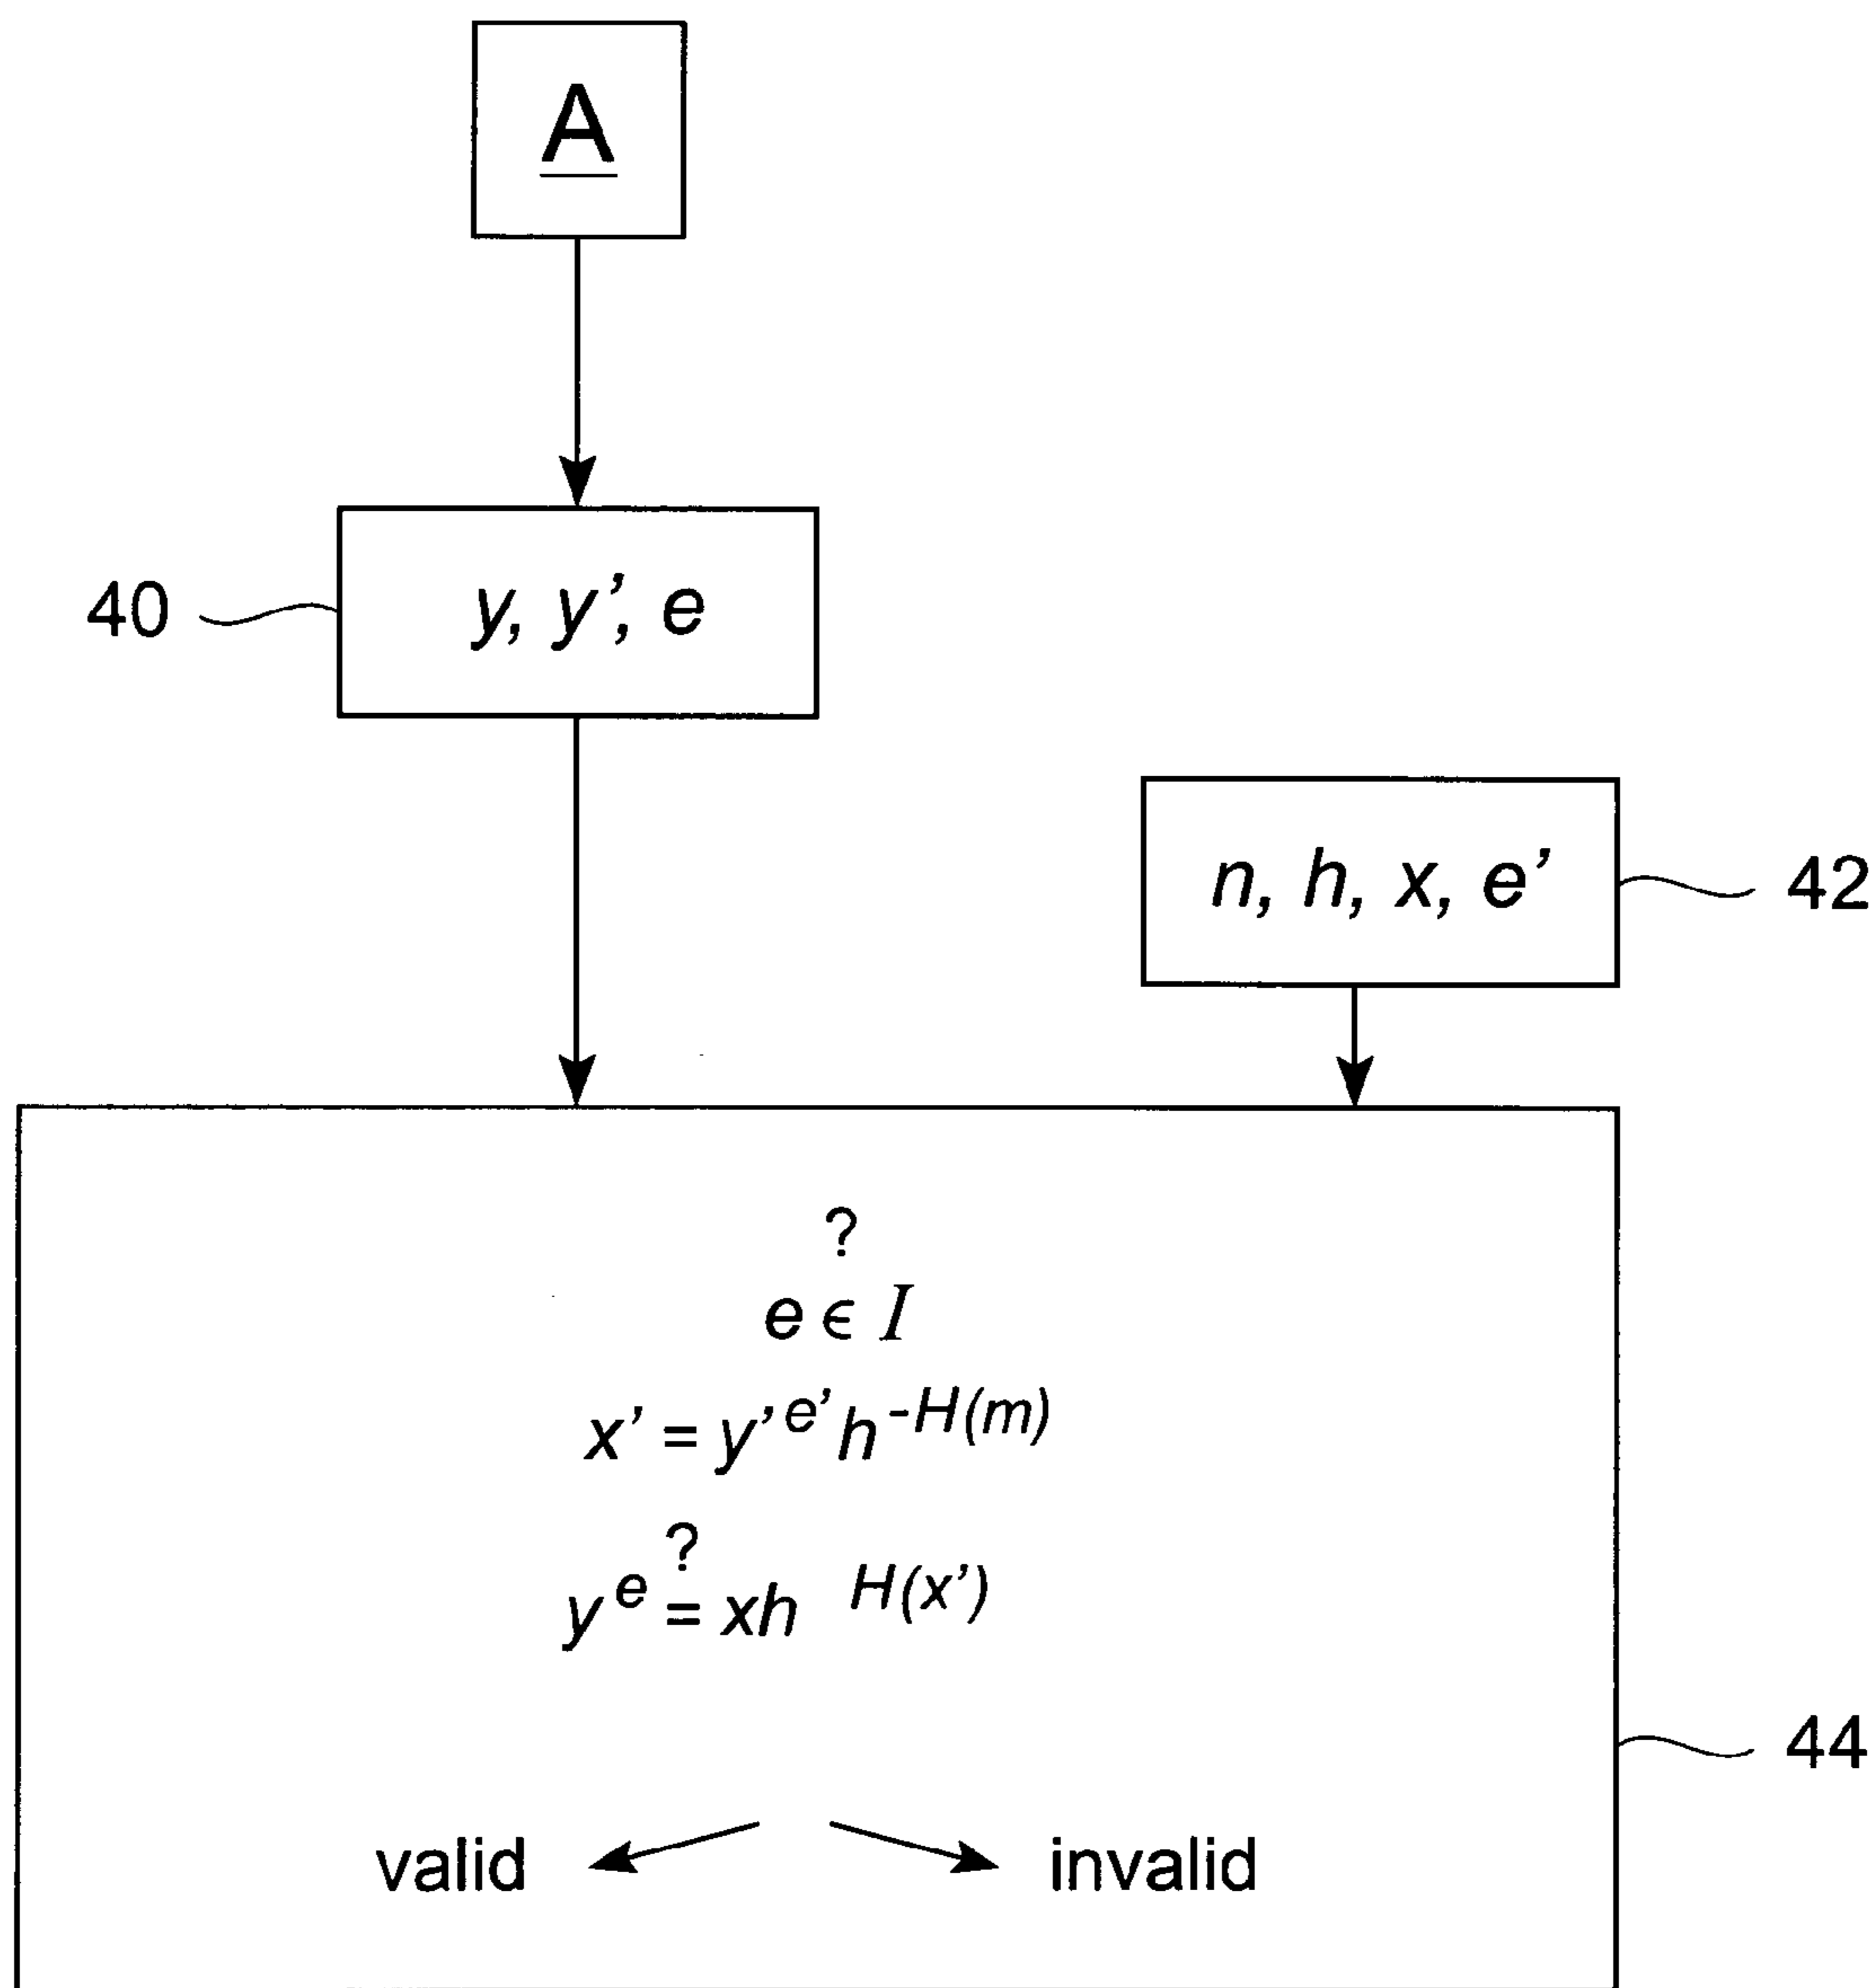 A
40
y, y’, e
n, h, x, e’
42
?
e ϵ I
x’ = y’^e’ h^-H(m)
?
y^e = xh^H(x’)
44
valid
invalid